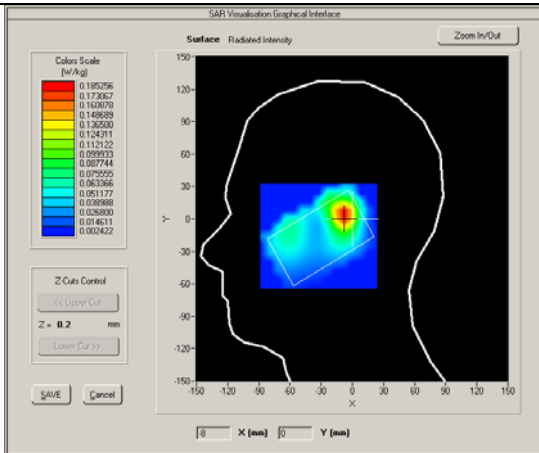 SAR Visualisation Graphical Interface
Surface Radiated Intensity
Zoom In/Out
Colors Scale
(W/kg)
0.185256
0.173067
0.160878
0.148689
0.136500
0.124311
0.112122
0.099933
0.087744
0.075555
0.063366
0.051177
0.038988
0.026800
0.014611
0.002422
Z Cuts Control
<< Upper Cut
Z = 0.2 mm
Lower Cut >>
SAVE Cancel
150
120
90
60
30
0
-30
-60
-90
-120
-150
Y
-150 -120 -90 -60 -30 0 30 60 90 120 150
X
-8 X (mm) 0 Y (mm)